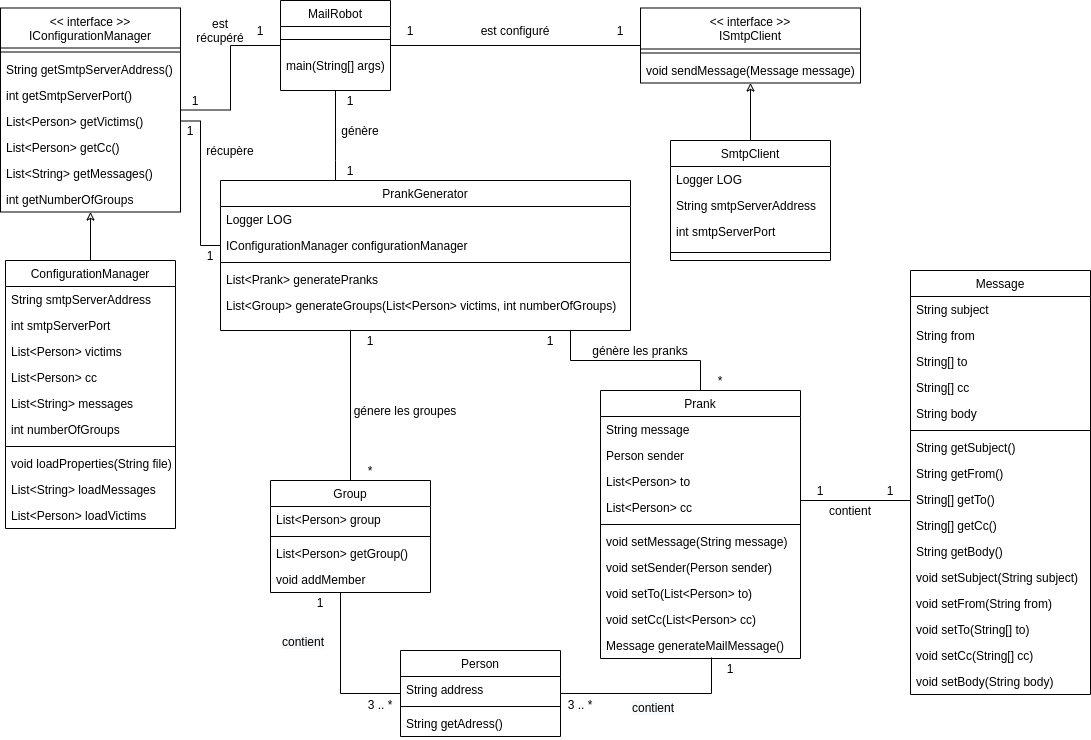 << interface >>
IConfigurationManager
String getSmtpServerAddress()
int getSmtpServerPort()
List<Person> getVictims()
List<Person> getCc()
List<String> getMessages()
int getNumberOfGroups
est
récupéré
1
1
MailRobot
main(String[] args)
1
est configuré
1
<< interface >>
ISmtpClient
void sendMessage(Message message)
1
génère
1
1
récupère
1
SmtpClient
Logger LOG
String smtpServerAddress
int smtpServerPort
PrankGenerator
Logger LOG
IConfigurationManager configurationManager
List<Prank> generatePranks
List<Group> generateGroups(List<Person> victims, int numberOfGroups)
ConfigurationManager
String smtpServerAddress
int smtpServerPort
List<Person> victims
List<Person> cc
List<String> messages
int numberOfGroups
void loadProperties(String file)
List<String> loadMessages
List<Person> loadVictims
1
génere les groupes
*
1
génère les pranks
*
Group
List<Person> group
List<Person> getGroup()
void addMember
Prank
String message
Person sender
List<Person> to
List<Person> cc
void setMessage(String message)
void setSender(Person sender)
void setTo(List<Person> to)
void setCc(List<Person> cc)
Message generateMailMessage()
1
contient
1
Message
String subject
String from
String[] to
String[] cc
String body
String getSubject()
String getFrom()
String[] getTo()
String[] getCc()
String getBody()
void setSubject(String subject)
void setFrom(String from)
void setTo(String[] to)
void setCc(String[] cc)
void setBody(String body)
1
contient
3 .. *
Person
String address
String getAdress()
3 .. *
contient
1